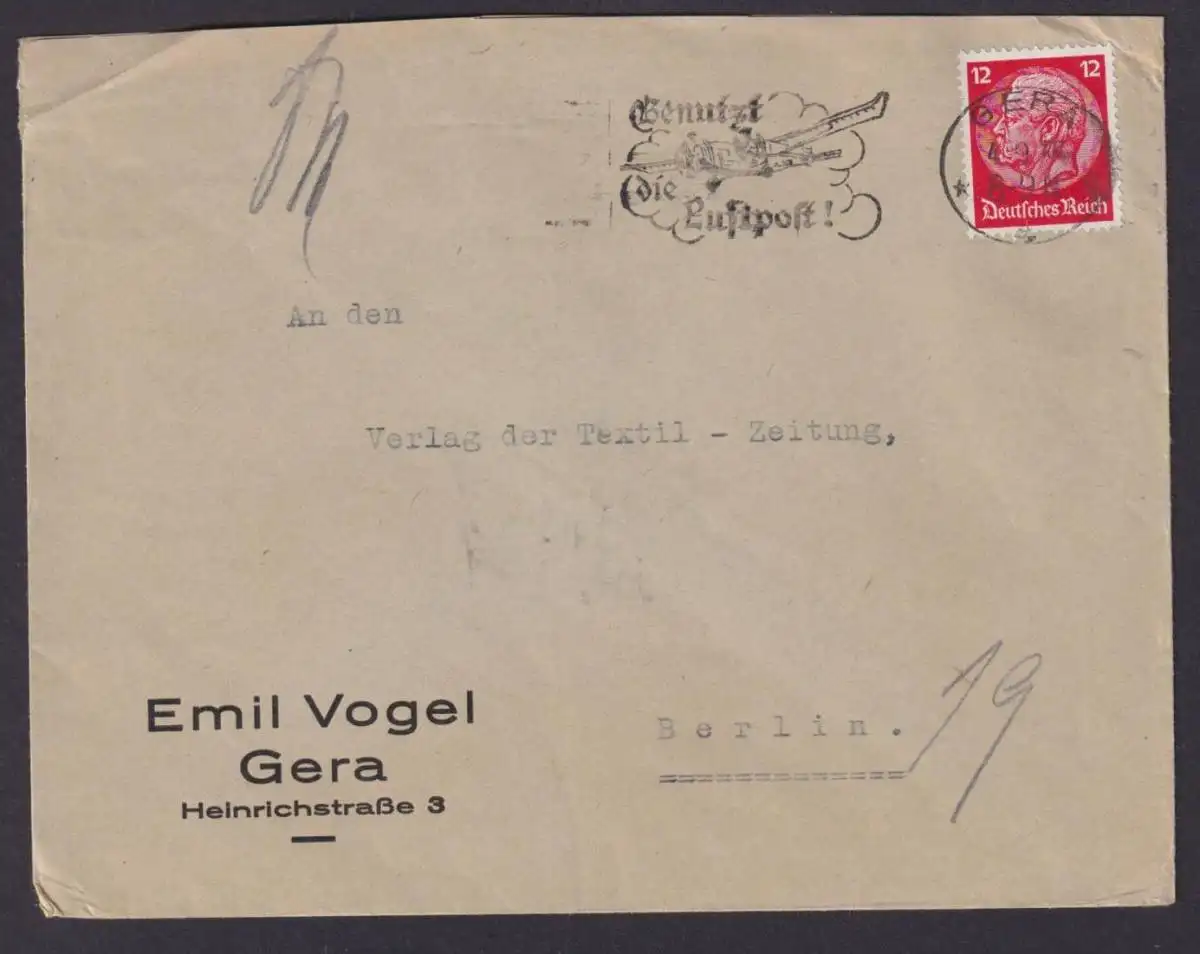 12 12
Deutsches Reich
GERA
Benutzt
die
Luftpost!
An den
Verlag der Textil - Zeitung,
Berlin.
19
Emil Vogel
Gera
Heinrichstraße 3